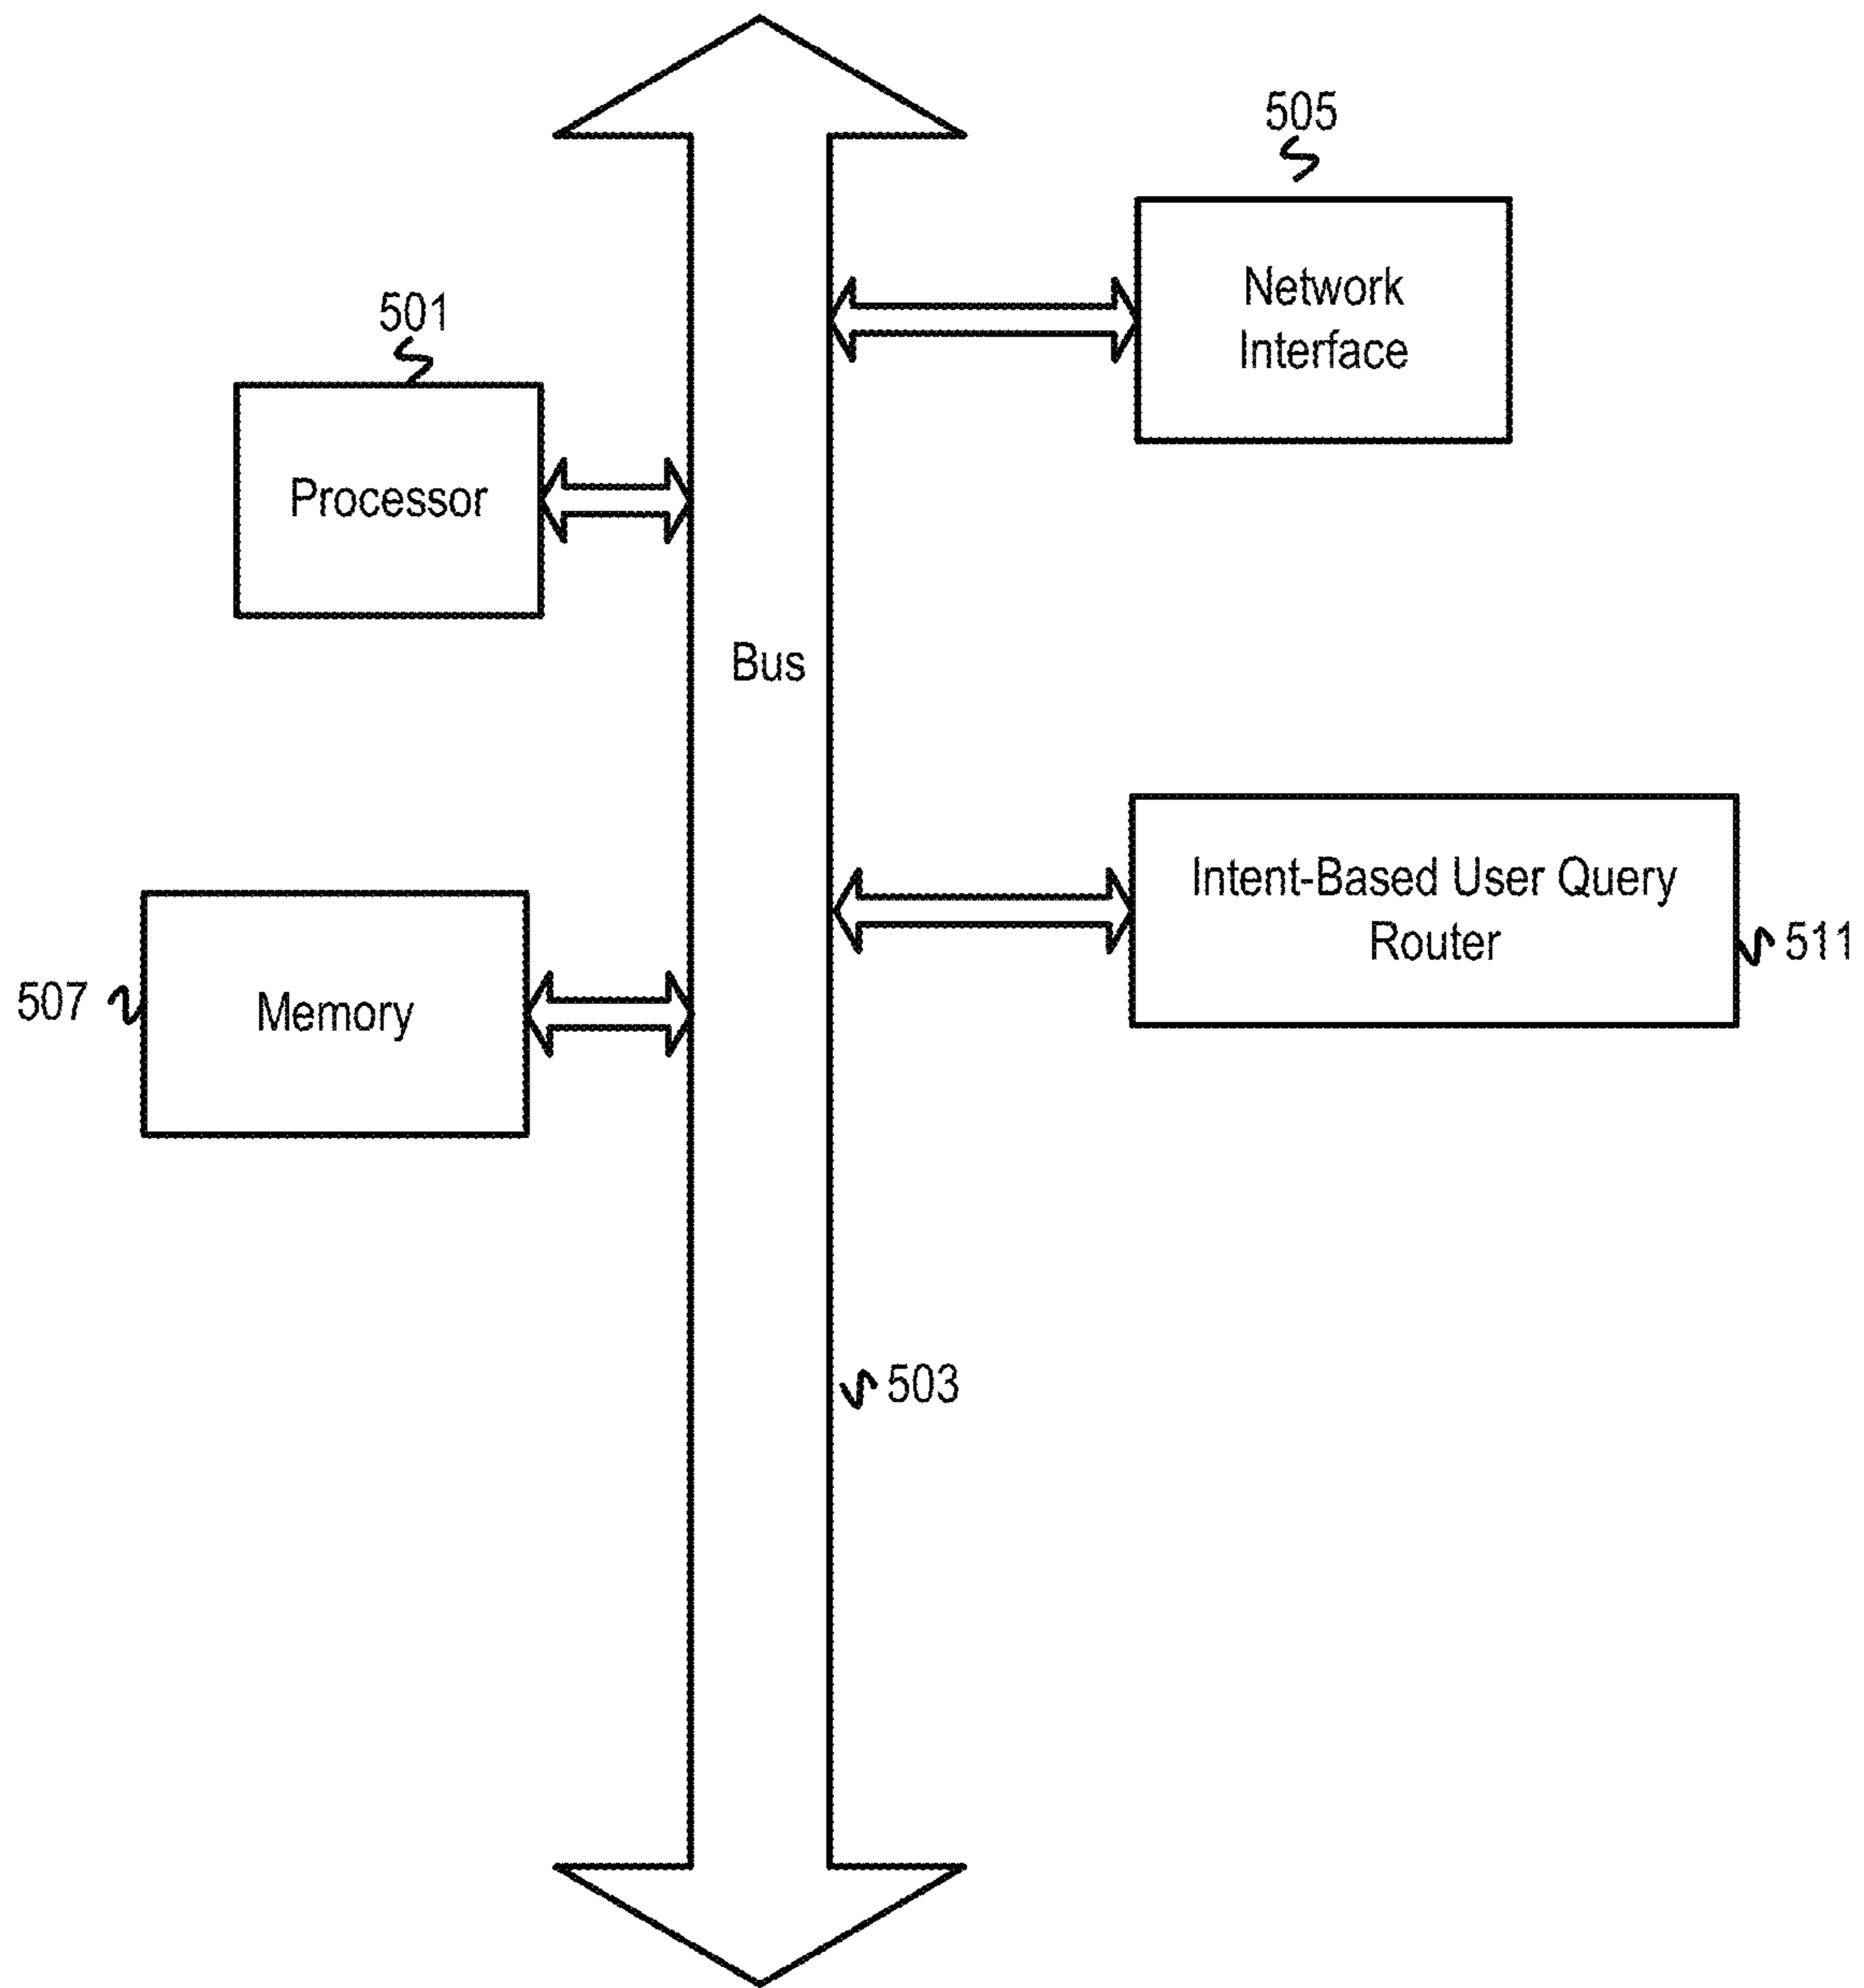 505
Network
Interface
501
Processor
Bus
Intent-Based User Query
Router
511
507
Memory
503